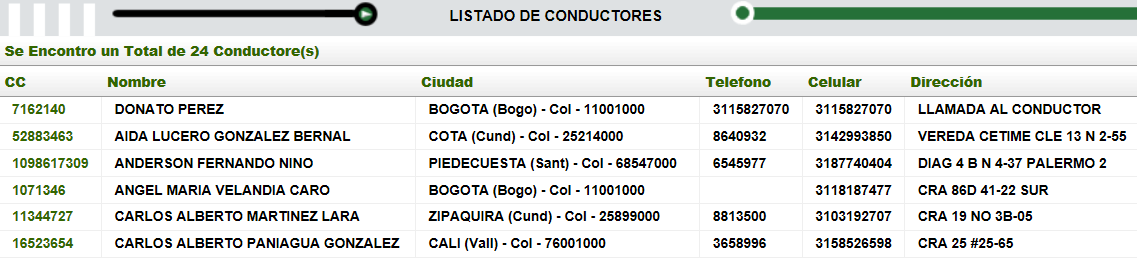 LISTADO DE CONDUCTORES
Se Encontro un Total de 24 Conductore(s)
CC Nombre Ciudad Telefono Celular Dirección
7162140 DONATO PEREZ BOGOTA (Bogo) - Col - 11001000 3115827070 3115827070 LLAMADA AL CONDUCTOR
52883463 AIDA LUCERO GONZALEZ BERNAL COTA (Cund) - Col - 25214000 8640932 3142993850 VEREDA CETIME CLE 13 N 2-55
1098617309 ANDERSON FERNANDO NINO PIEDECUESTA (Sant) - Col - 68547000 6545977 3187740404 DIAG 4 B N 4-37 PALERMO 2
1071346 ANGEL MARIA VELANDIA CARO BOGOTA (Bogo) - Col - 11001000 3118187477 CRA 86D 41-22 SUR
11344727 CARLOS ALBERTO MARTINEZ LARA ZIPAQUIRA (Cund) - Col - 25899000 8813500 3103192707 CRA 19 NO 3B-05
16523654 CARLOS ALBERTO PANIAGUA GONZALEZ CALI (Vall) - Col - 76001000 3658996 3158526598 CRA 25 #25-65